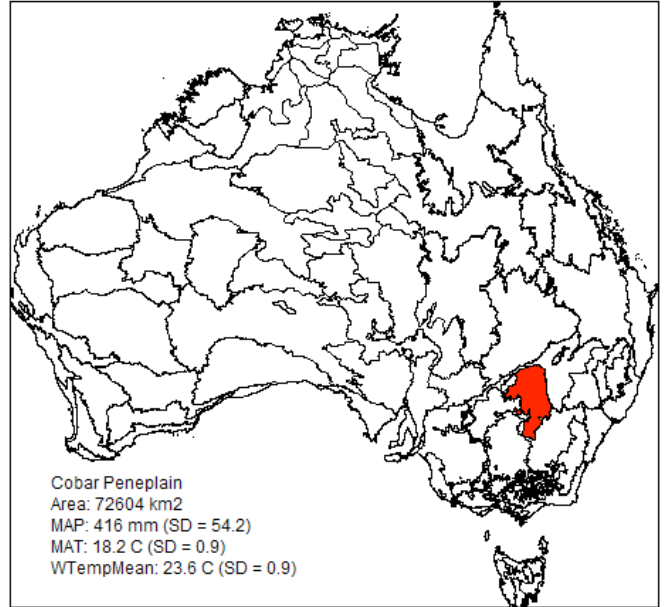 Cobar Peneplain
Area: 72604 km2
MAP: 416 mm (SD = 54.2)
MAT: 18.2 C (SD = 0.9)
WTempMean: 23.6 C (SD = 0.9)